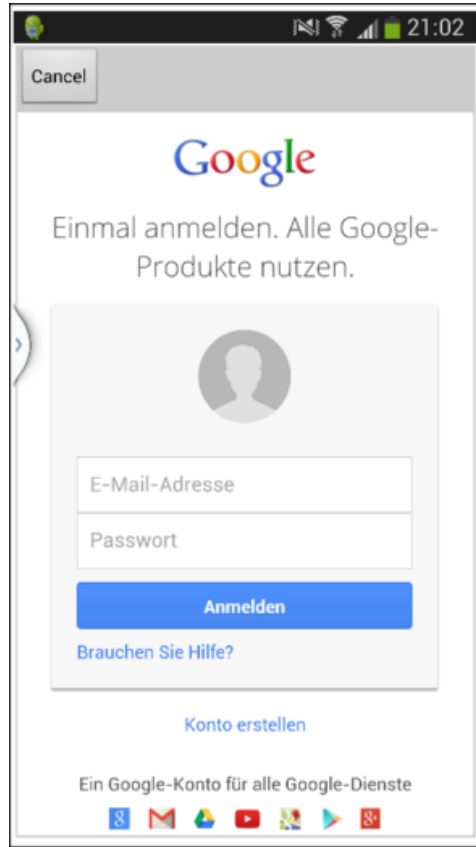 21:02
Cancel
Google
Einmal anmelden. Alle Google-
Produkte nutzen.
E-Mail-Adresse
Passwort
Anmelden
Brauchen Sie Hilfe?
Konto erstellen
Ein Google-Konto für alle Google-Dienste